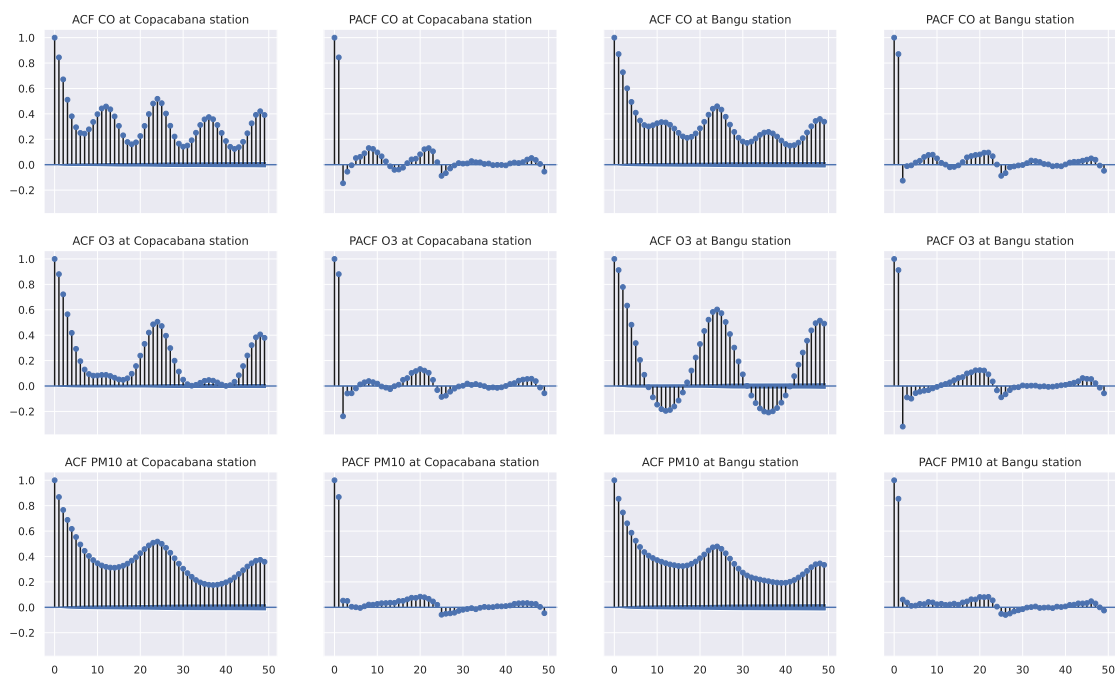 ACF CO at Copacabana station
PACF CO at Copacabana station
ACF CO at Bangu station
PACF CO at Bangu station
1.0
0.8
0.6
0.4
0.2
0.0
−0.2
ACF O3 at Copacabana station
PACF O3 at Copacabana station
ACF O3 at Bangu station
PACF O3 at Bangu station
1.0
0.8
0.6
0.4
0.2
0.0
−0.2
ACF PM10 at Copacabana station
PACF PM10 at Copacabana station
ACF PM10 at Bangu station
PACF PM10 at Bangu station
1.0
0.8
0.6
0.4
0.2
0.0
−0.2
0 10 20 30 40 50
0 10 20 30 40 50
0 10 20 30 40 50
0 10 20 30 40 50